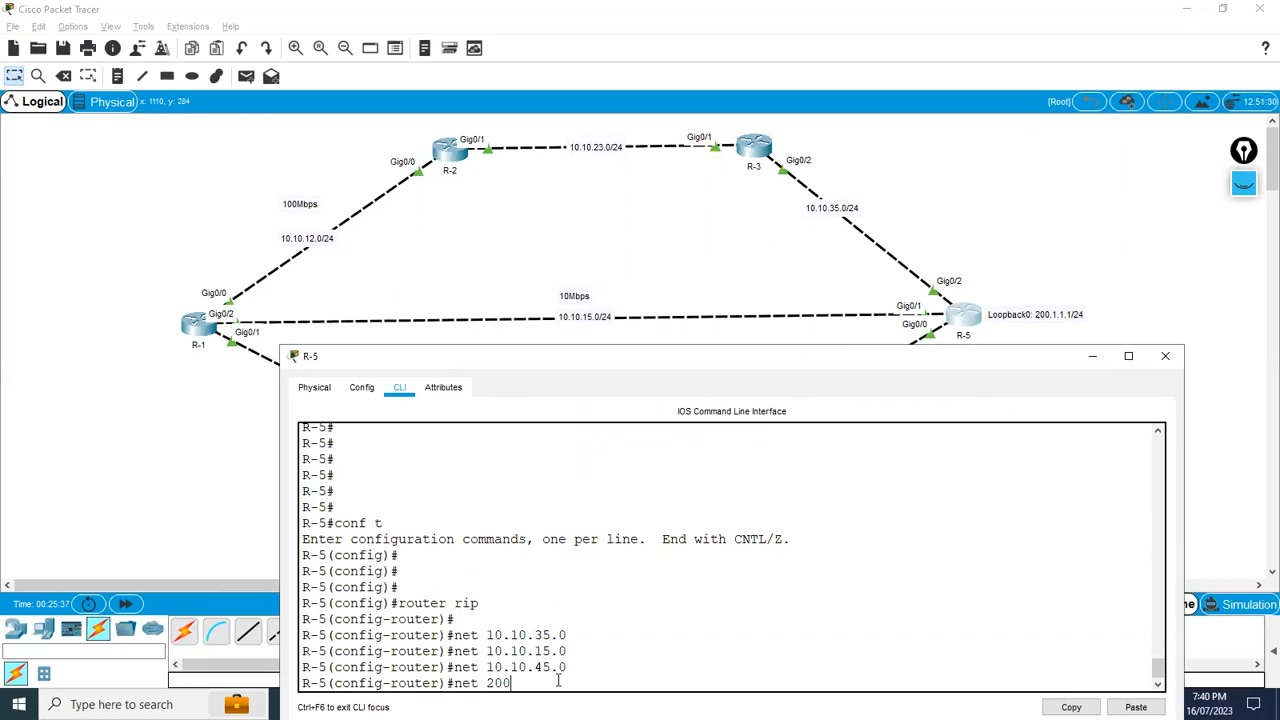 Cisco Packet Tracer
File Edit Options View Tools Extensions Window Help
?
Logical Physical x: 1110, y: 284 [Root] 12:51:30
Gig0/1 10.10.23.0/24 Gig0/1
Gig0/0 R-2 R-3 Gig0/2
100Mbps 10.10.35.0/24
10.10.12.0/24
Gig0/0 10Mbps Gig0/2
Gig0/2 10.10.15.0/24 Gig0/1 Loopback0: 200.1.1.1/24
R-1 Gig0/1 Gig0/0 R-5
R-5
Physical Config CLI Attributes
IOS Command Line Interface
R-5#
R-5#
R-5#
R-5#
R-5#
R-5#
R-5#conf t
Enter configuration commands, one per line. End with CNTL/Z.
R-5(config)#
R-5(config)#
R-5(config)#
R-5(config)#router rip
R-5(config-router)#
R-5(config-router)#net 10.10.35.0
R-5(config-router)#net 10.10.15.0
R-5(config-router)#net 10.10.45.0
R-5(config-router)#net 200
Ctrl+F6 to exit CLI focus Copy Paste
Time: 00:25:37 Simulation
Type here to search 7:40 PM
16/07/2023